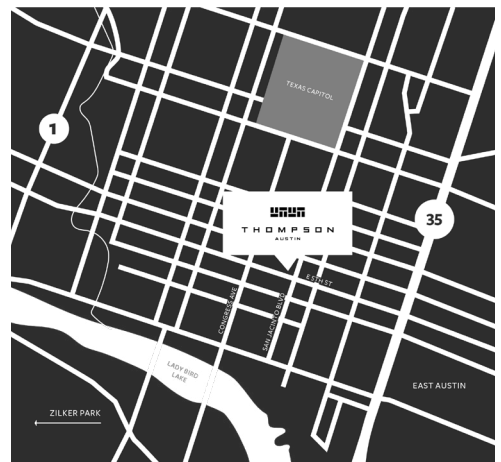 TEXAS CAPITOL
1
35
THOMPSON
AUSTIN
E 5TH ST
CONGRESS AVE
SAN JACINTO BLVD
LADY BIRD
LAKE
EAST AUSTIN
ZILKER PARK